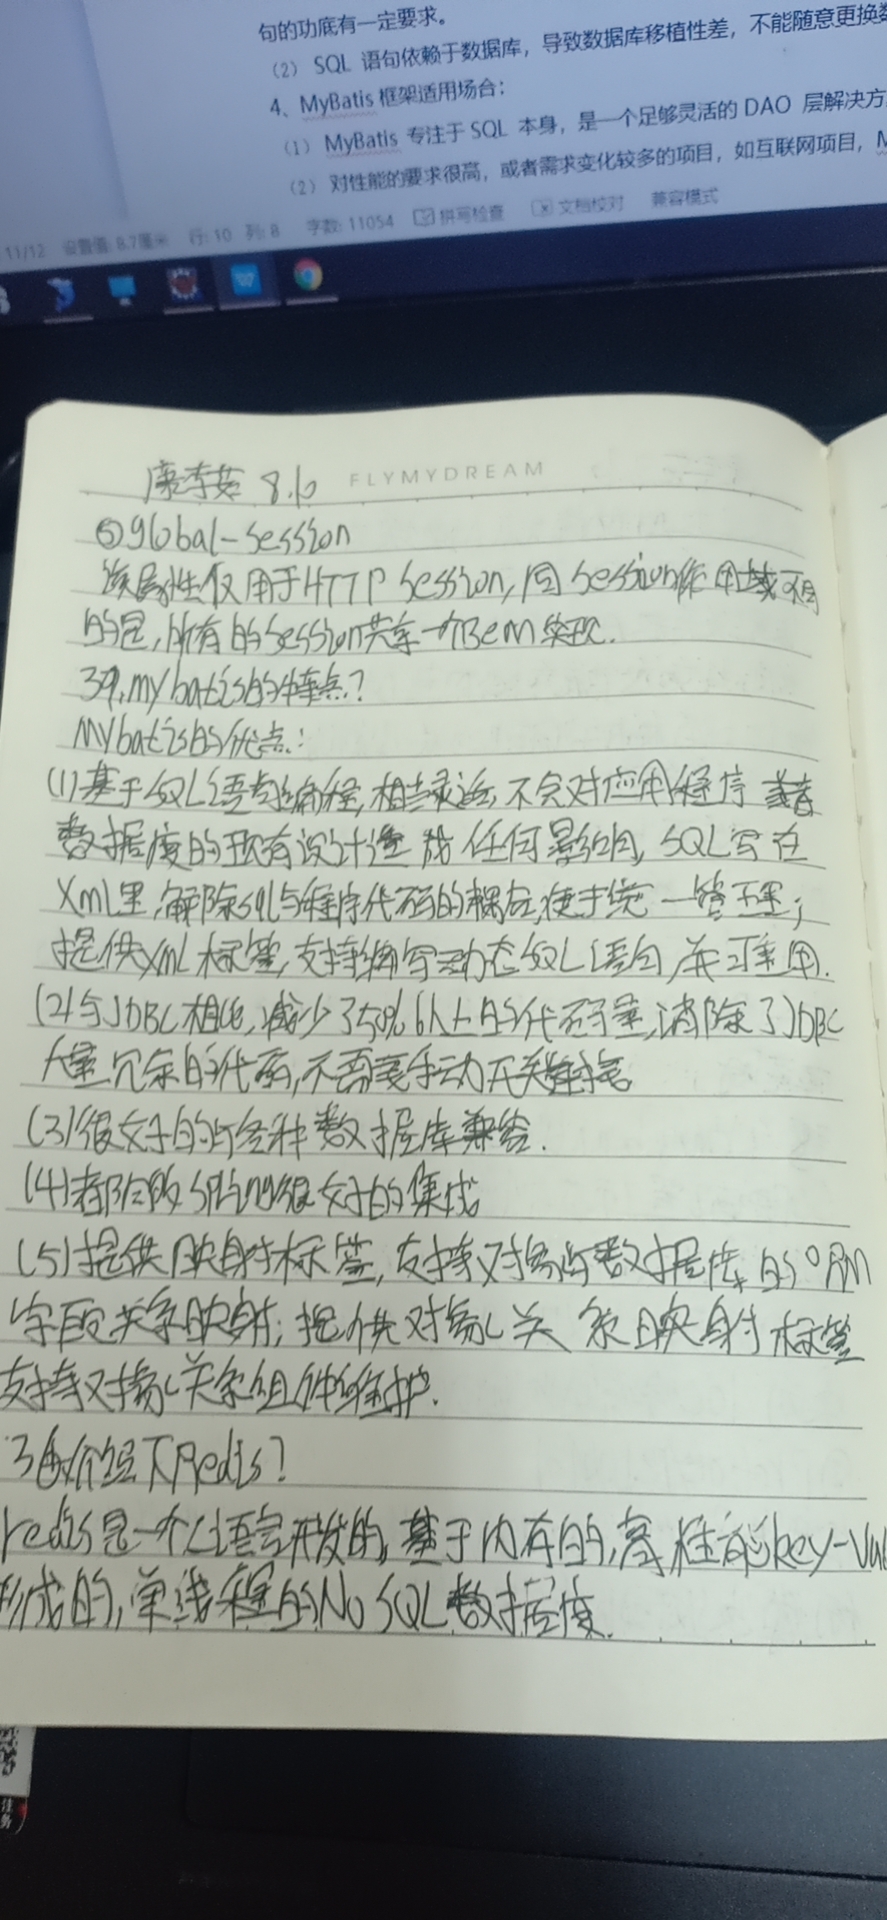 句的功底有一定要求。
（2） SQL 语句依赖于数据库，导致数据库移植性差，不能随意更换数
4、MyBatis 框架适用场合：
（1） MyBatis 专注于 SQL 本身，是一个足够灵活的 DAO 层解决方
（2） 对性能的要求很高，或者需求变化较多的项目，如互联网项目，M
11/12 设置值: 8.7厘米 行: 10 列: 8 字数: 11054 拼写检查 文档校对 兼容模式
8.10 FLYMYDREAM
⑤global-session
该属性仅用于HTTP Session,同Session作用域不同
的是,所有的Session共享一个Bean实现.
39.mybatis的特点?
Mybatis的优点:
(1)基于SQL语句编程,相当灵活,不会对应用程序或者
数据库的现有设计造成任何影响,SQL写在
Xml里,解除sql与程序代码的耦合,便于统一管理;
提供Xml标签,支持编写动态SQL语句,并可重用.
(2)与JDBC相比,减少了50%以上的代码量,消除了JDBC
大量冗余的代码,不需要手动开关连接
(3)很好的与各种数据库兼容.
(4)能够与Spring很好的集成
(5)提供映射标签,支持对象与数据库的ORM
字段关系映射;提供对象关系映射标签
支持对象关系组件维护.
介绍下Redis?
redis是一个C语言开发的,基于内存的,高性能key-
形式的,单线程的NoSQL数据库.